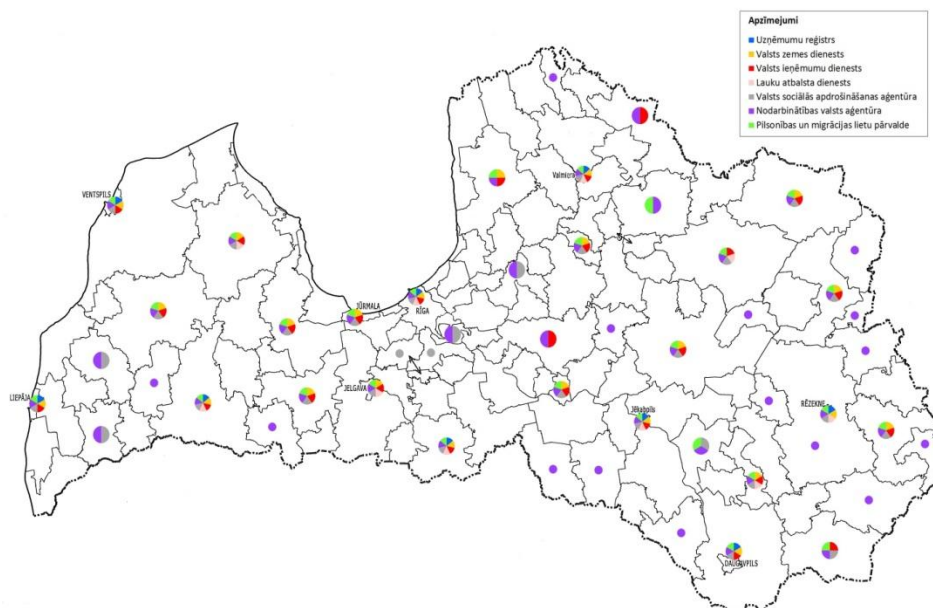 Apzīmejumi
Uzņēmumu reģistrs
Valsts zemes dienests
Valsts ieņēmumu dienests
Lauku atbalsta dienests
Valsts sociālās apdrošināšanas aģentūra
Nodarbinātības valsts aģentūra
Pilsonības un migrācijas lietu pārvalde
Valmiera
VENTSPILS
JŪRMALA
RĪGA
LIEPĀJA
JELGAVA
Jēkabpils
RĒZEKNE
DAUGAVPILS